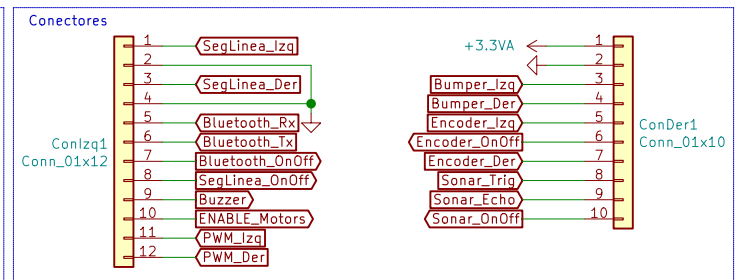 Conectores
ConIzq1
Conn_01x12
1 SegLinea_Izq
2
3 SegLinea_Der
4
5 Bluetooth_Rx
6 Bluetooth_Tx
7 Bluetooth_OnOff
8 SegLinea_OnOff
9 Buzzer
10 ENABLE_Motors
11 PWM_Izq
12 PWM_Der
+3.3VA 1
2
Bumper_Izq 3
Bumper_Der 4
Encoder_Izq 5
Encoder_OnOff 6
Encoder_Der 7
Sonar_Trig 8
Sonar_Echo 9
Sonar_OnOff 10
ConDer1
Conn_01x10